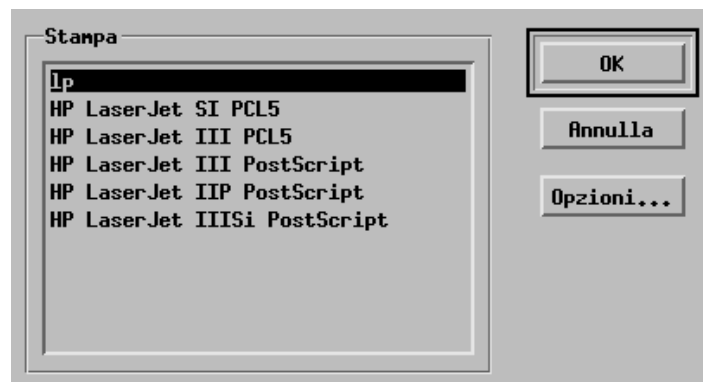 Stampa
lp
HP LaserJet SI PCL5
HP LaserJet III PCL5
HP LaserJet III PostScript
HP LaserJet IIP PostScript
HP LaserJet IIISi PostScript
OK
Annulla
Opzioni...